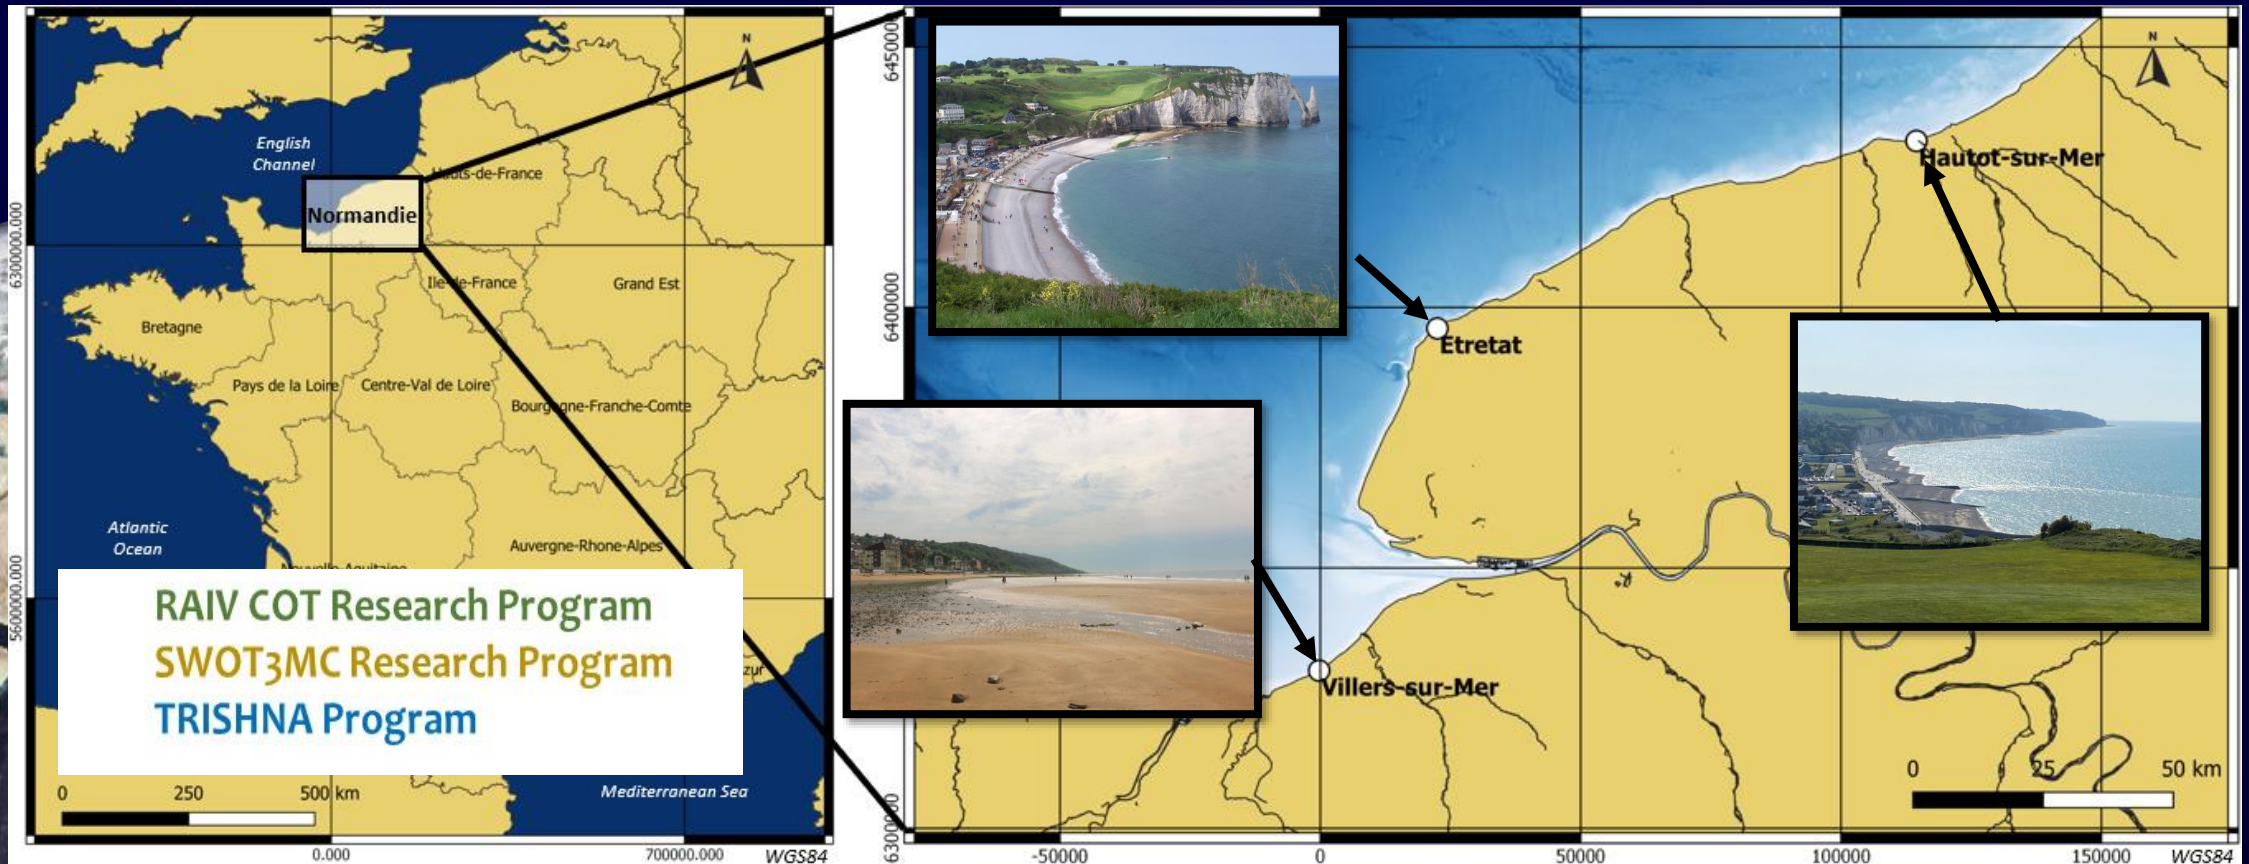 N
English
Channel
Hauts-de-France
Normandie
Ile-de-France
Grand Est
Bretagne
Pays de la Loire
Centre-Val de Loire
Bourgogne-Franche-Comte
Atlantic
Ocean
Auvergne-Rhone-Alpes
Nouvelle-Aquitaine
RAIV COT Research Program
SWOT3MC Research Program
TRISHNA Program
zur
Mediterranean Sea
0 250 500 km
6300000.000
5600000.000
0.000 700000.000 WGS84
N
Hautot-sur-Mer
Etretat
Villers-sur-Mer
0 25 50 km
6450000
6400000
-50000 0 50000 100000 150000 WGS84